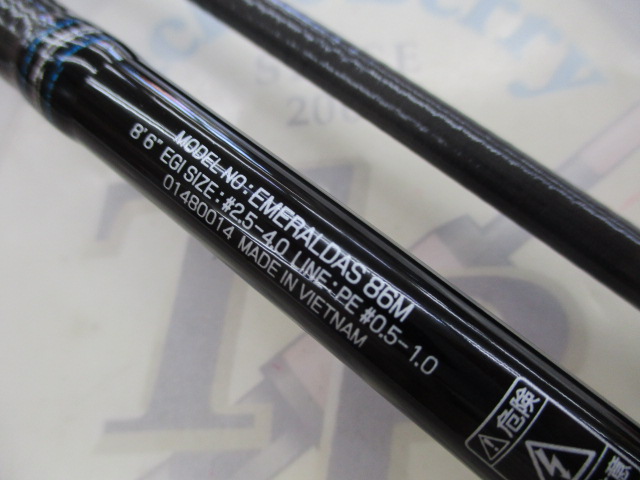 MODEL NO : EMERALDAS 86M
8' 6" EGI SIZE : #2.5-4.0 LINE : PE #0.5-1.0
01480014 MADE IN VIETNAM
危険